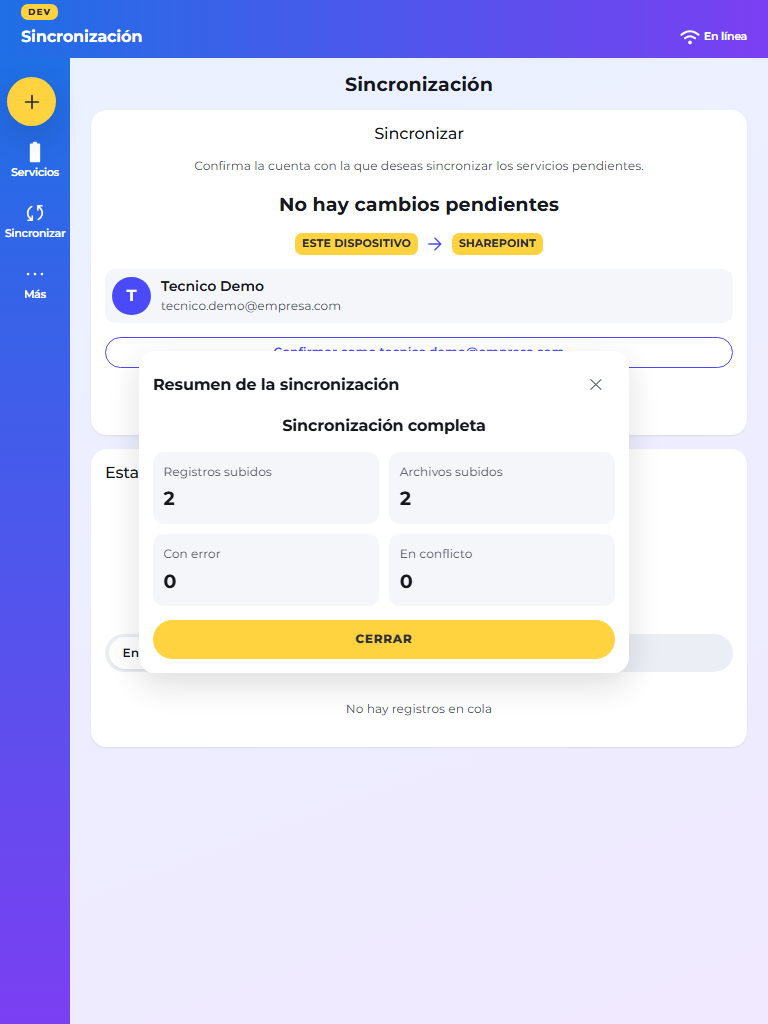 DEV
Sincronización
En línea
Servicios
Sincronizar
Más
Sincronización
Sincronizar
Confirma la cuenta con la que deseas sincronizar los servicios pendientes.
No hay cambios pendientes
ESTE DISPOSITIVO → SHAREPOINT
T
Tecnico Demo
tecnico.demo@empresa.com
Resumen de la sincronización
Sincronización completa
Registros subidos
2
Archivos subidos
2
Con error
0
En conflicto
0
CERRAR
Esta
En
No hay registros en cola